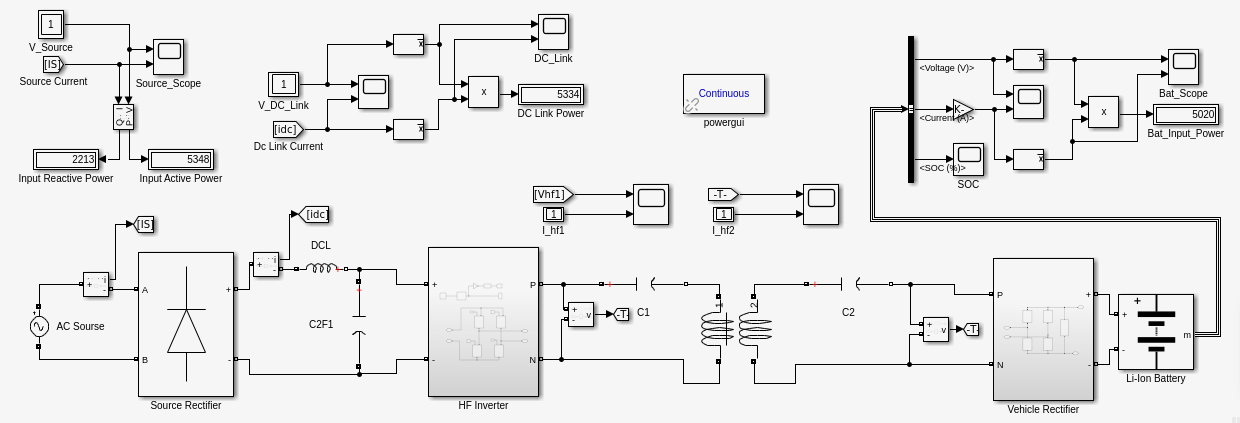 1
V_Source
[IS]
Source Current
Source_Scope
I
V
Q
P
2213
Input Reactive Power
5348
Input Active Power
1
V_DC_Link
[idc]
Dc Link Current
x
x
x
DC_Link
5334
DC Link Power
Continuous
powergui
<Voltage (V)>
<Current (A)>
K-
<SOC (%)>
SOC
x
x
x
Bat_Scope
5020
Bat_Input_Power
[Vhf1]
1
I_hf1
-T-
1
I_hf2
[IS]
[idc]
DCL
+
-
i
+
-
i
AC Sourse
A
B
+
-
Source Rectifier
C2F1
+
-
P
N
HF Inverter
+
-
v
-T-
C1
1
2
C2
+
-
v
-T-
P
N
+
-
Vehicle Rectifier
+
-
+
m
Li-Ion Battery